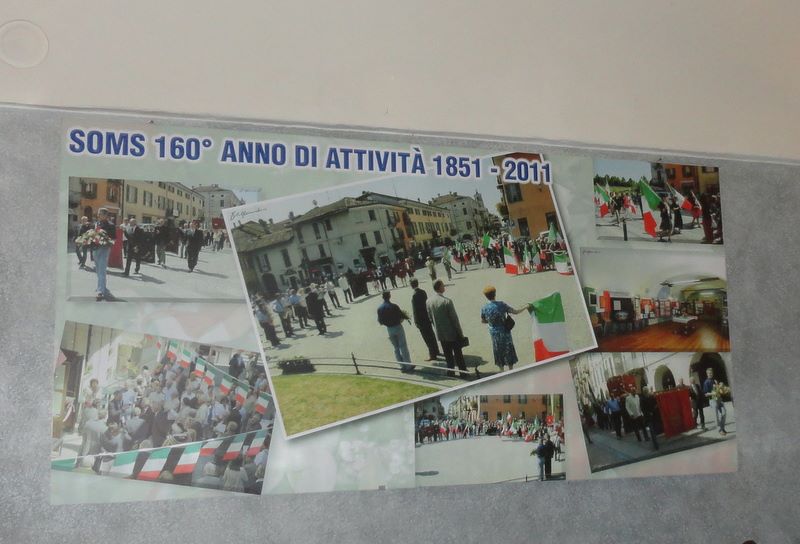 SOMS 160° ANNO DI ATTIVITÀ 1851 - 2011